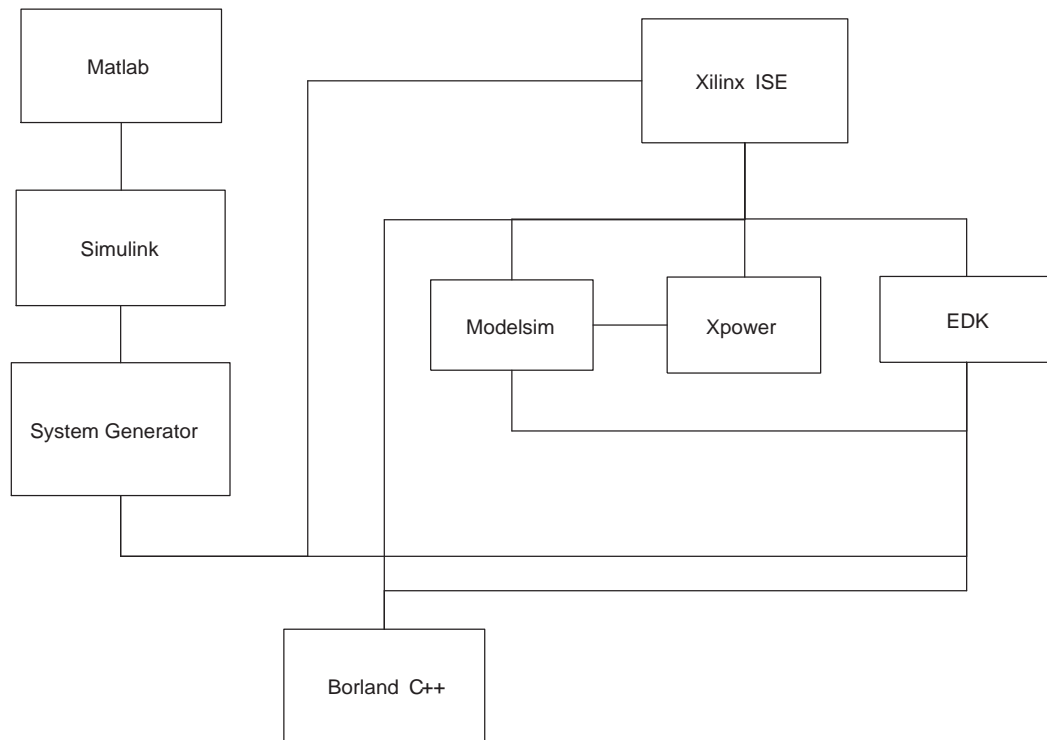 Matlab
Xilinx ISE
Simulink
Modelsim
Xpower
EDK
System Generator
Borland C++